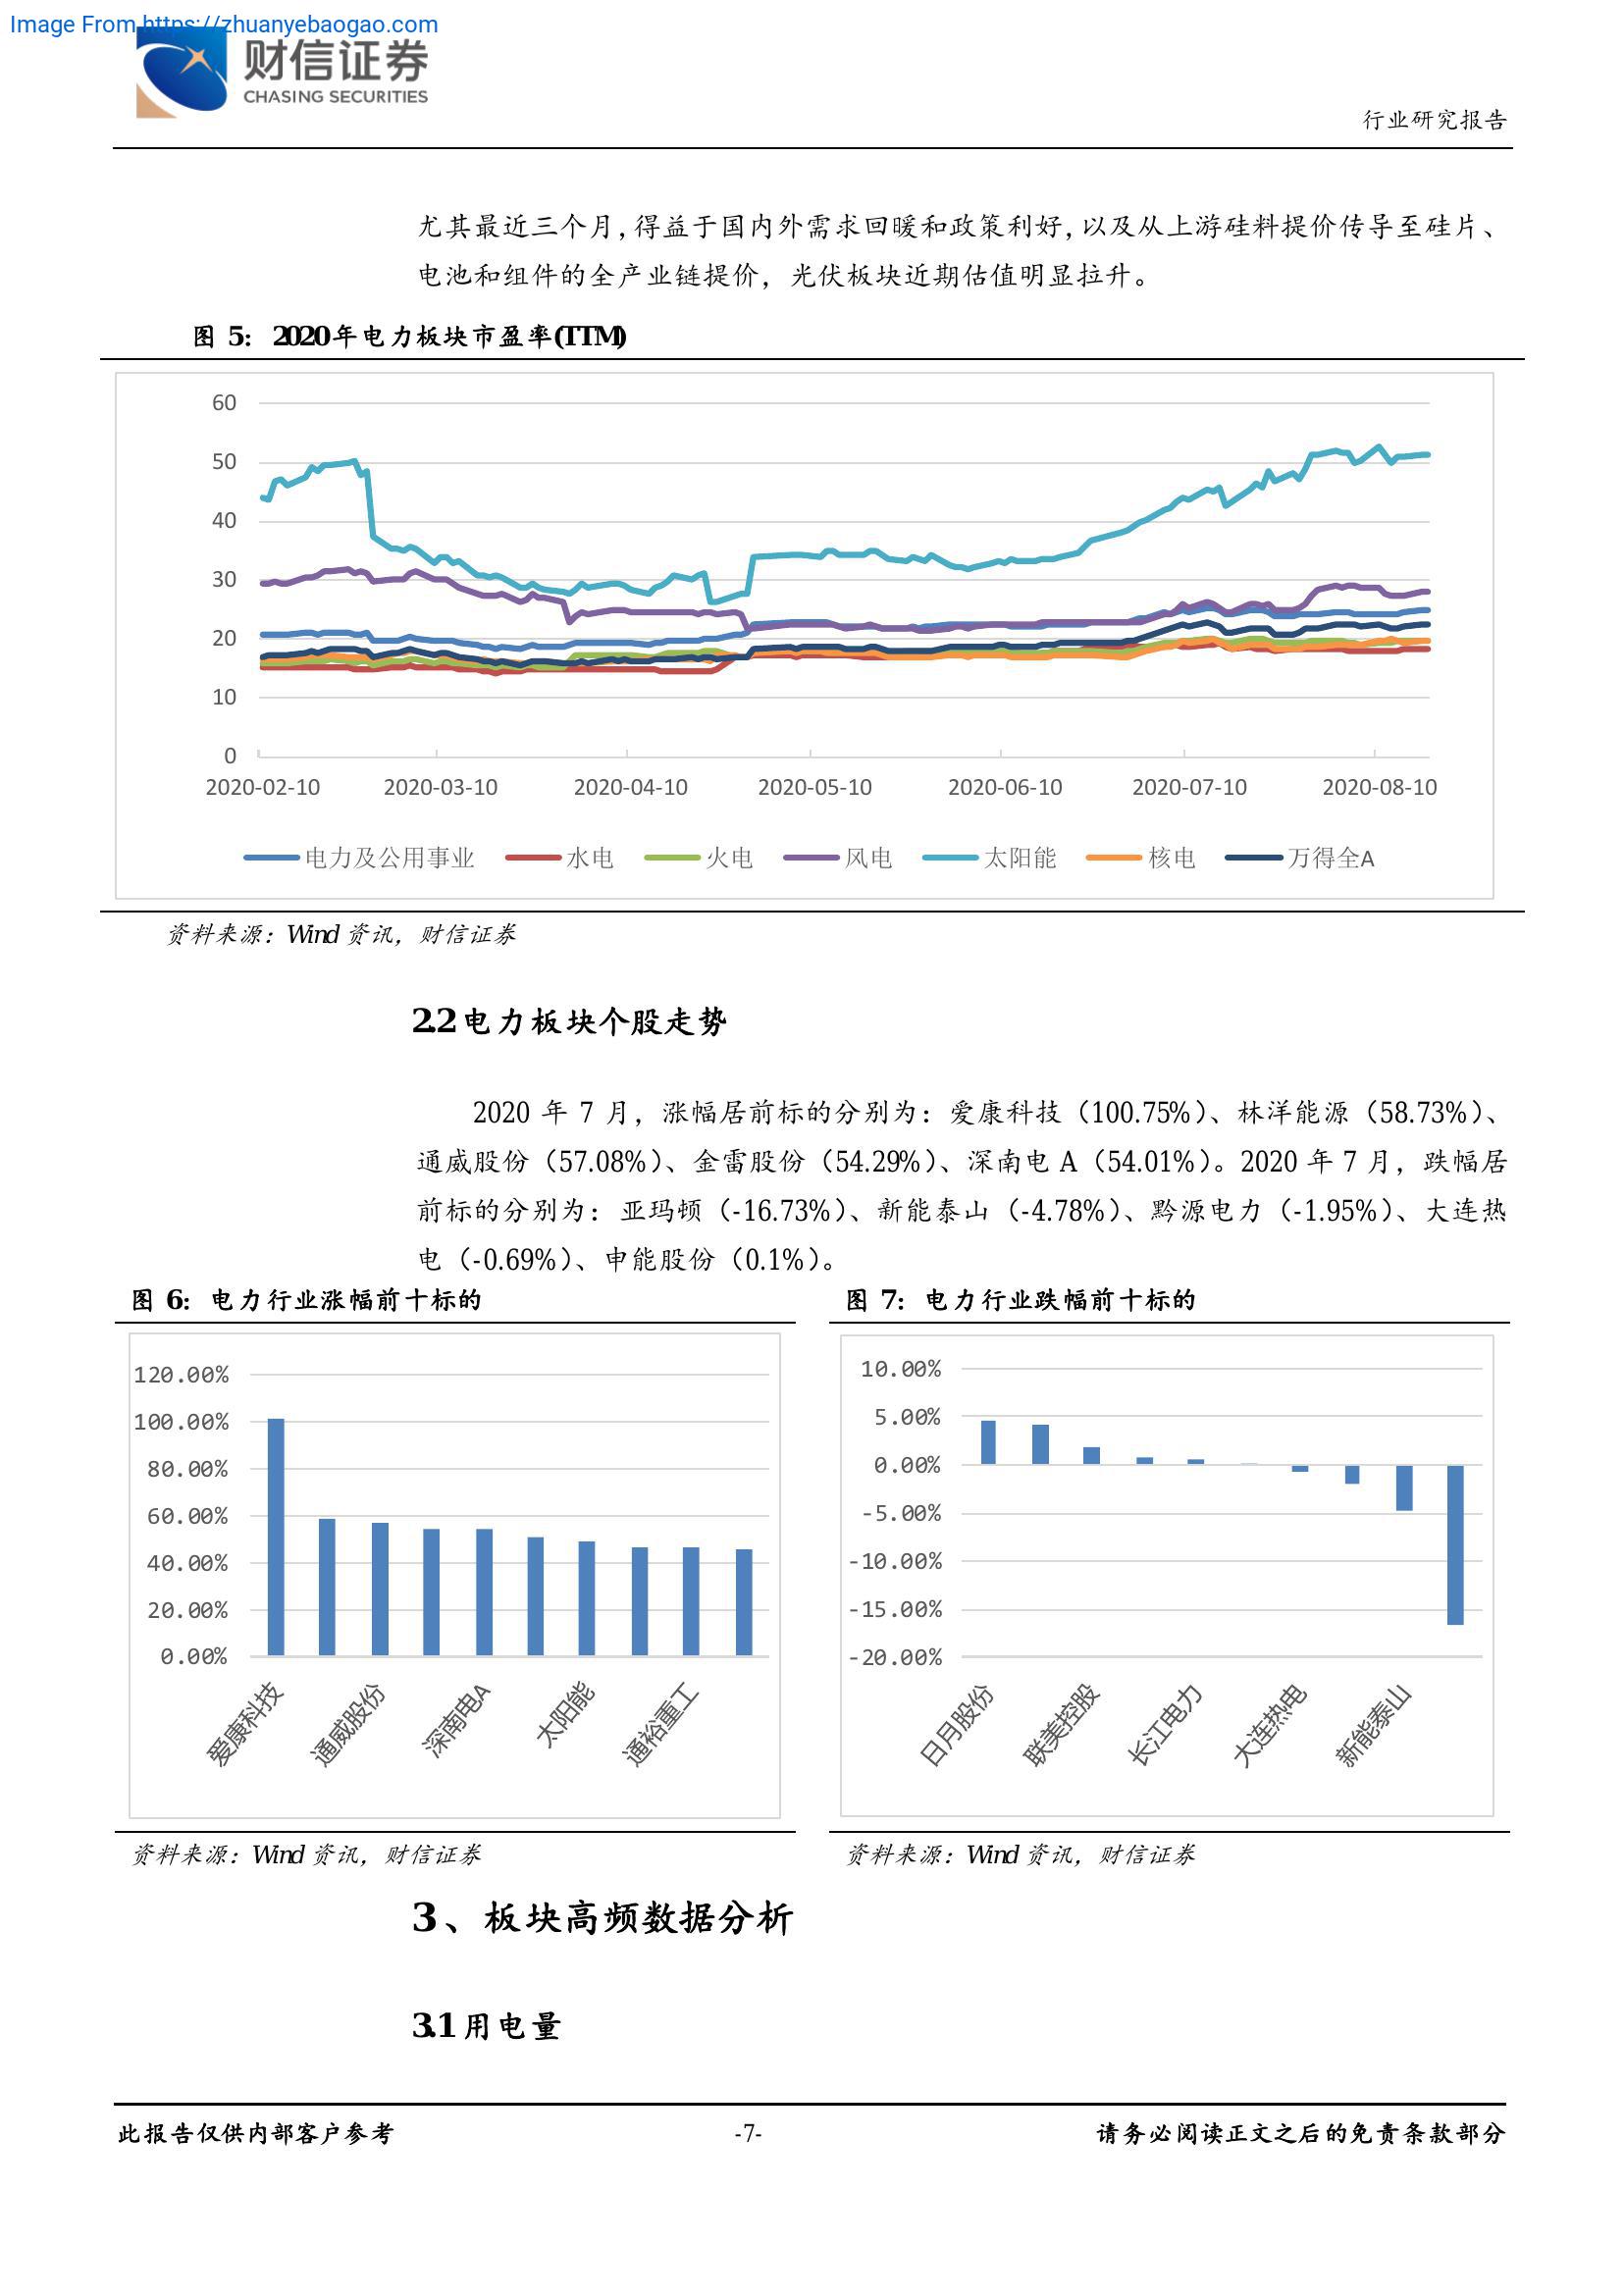 Image From https://zhuanyebaogao.com
财信证券
CHASING SECURITIES
行业研究报告
尤其最近三个月,得益于国内外需求回暖和政策利好,以及从上游硅料提价传导至硅片、
电池和组件的全产业链提价，光伏板块近期估值明显拉升。
图 5：2020年电力板块市盈率(TTM)
60
50
40
30
20
10
0
2020-02-10 2020-03-10 2020-04-10 2020-05-10 2020-06-10 2020-07-10 2020-08-10
电力及公用事业 水电 火电 风电 太阳能 核电 万得全A
资料来源：Wind 资讯，财信证券
2.2 电力板块个股走势
2020 年 7 月，涨幅居前标的分别为：爱康科技（100.75%）、林洋能源（58.73%）、
通威股份（57.08%）、金雷股份（54.29%）、深南电 A（54.01%）。2020 年 7 月，跌幅居
前标的分别为：亚玛顿（-16.73%）、新能泰山（-4.78%）、黔源电力（-1.95%）、大连热
电（-0.69%）、申能股份（0.1%）。
图 6：电力行业涨幅前十标的
120.00%
100.00%
80.00%
60.00%
40.00%
20.00%
0.00%
爱康科技 通威股份 深南电A 太阳能 通裕重工
资料来源：Wind 资讯，财信证券
图 7：电力行业跌幅前十标的
10.00%
5.00%
0.00%
-5.00%
-10.00%
-15.00%
-20.00%
日月股份 联美控股 长江电力 大连热电 新能泰山
资料来源：Wind 资讯，财信证券
3、板块高频数据分析
3.1 用电量
此报告仅供内部客户参考
-7-
请务必阅读正文之后的免责条款部分